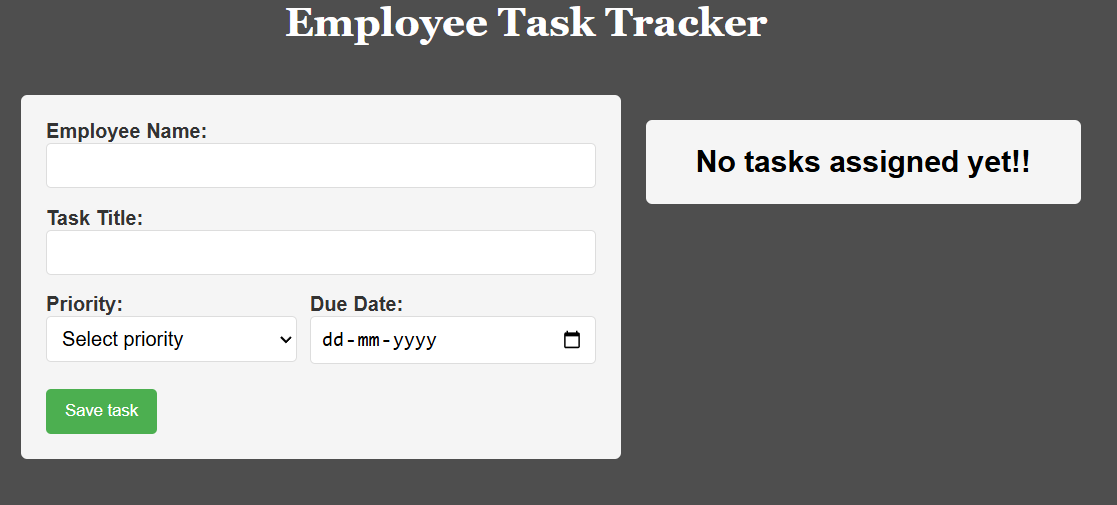 Employee Task Tracker
Employee Name:
No tasks assigned yet!!
Task Title:
Priority:
Due Date:
Select priority
dd-mm-yyyy
Save task